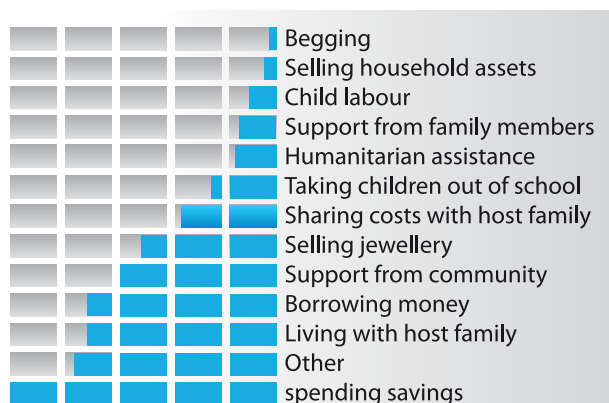 Begging
Selling household assets
Child labour
Support from family members
Humanitarian assistance
Taking children out of school
Sharing costs with host family
Selling jewellery
Support from community
Borrowing money
Living with host family
Other
spending savings